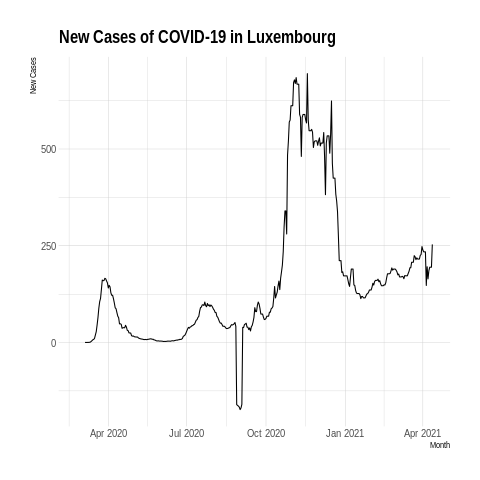 New Cases of COVID-19 in Luxembourg
New Cases
500
250
0
Apr 2020 Jul 2020 Oct 2020 Jan 2021 Apr 2021
Month